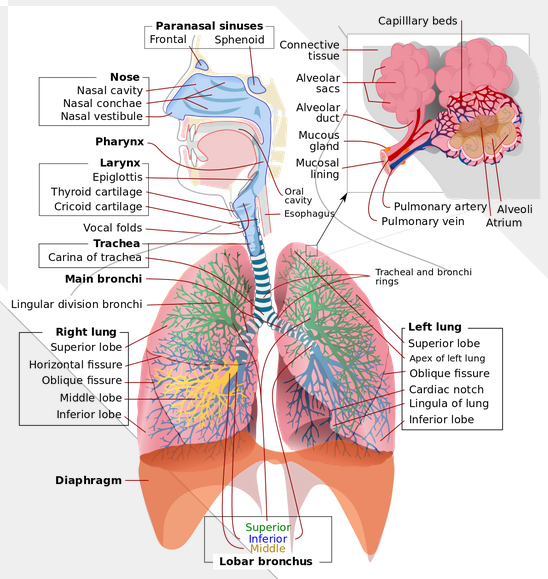 Paranasal sinuses
Frontal
Sphenoid
Nose
Nasal cavity
Nasal conchae
Nasal vestibule
Pharynx
Larynx
Epiglottis
Thyroid cartilage
Cricoid cartilage
Vocal folds
Trachea
Carina of trachea
Main bronchi
Lingular division bronchi
Right lung
Superior lobe
Horizontal fissure
Oblique fissure
Middle lobe
Inferior lobe
Diaphragm
Capilllary beds
Connective
tissue
Alveolar
sacs
Alveolar
duct
Mucous
gland
Mucosal
lining
Pulmonary artery
Pulmonary vein
Alveoli
Atrium
Oral
cavity
Esophagus
Tracheal and bronchi
rings
Left lung
Superior lobe
Apex of left lung
Oblique fissure
Cardiac notch
Lingula of lung
Inferior lobe
Superior
Inferior
Middle
Lobar bronchus